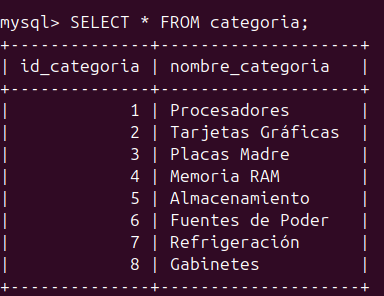 mysql> SELECT * FROM categoria;
+--------------+--------------------+
| id_categoria | nombre_categoria   |
+--------------+--------------------+
|            1 | Procesadores       |
|            2 | Tarjetas Gráficas  |
|            3 | Placas Madre       |
|            4 | Memoria RAM        |
|            5 | Almacenamiento     |
|            6 | Fuentes de Poder   |
|            7 | Refrigeración      |
|            8 | Gabinetes          |
+--------------+--------------------+